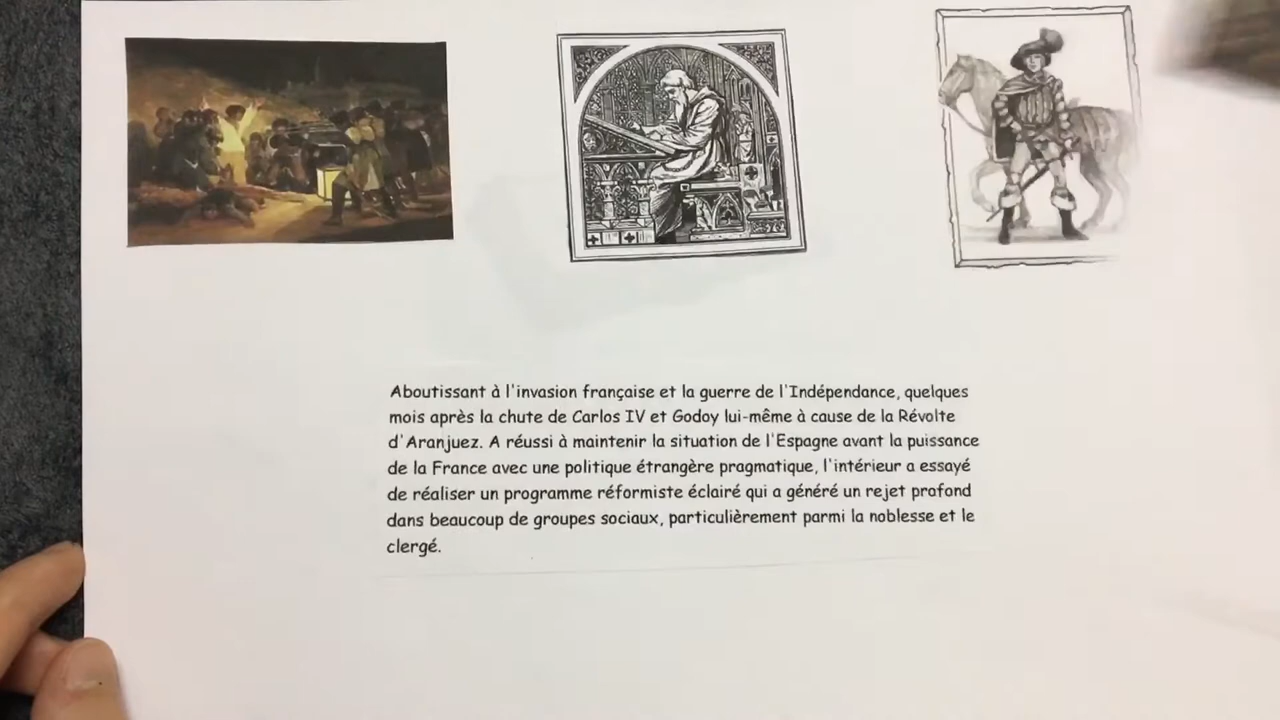 Aboutissant à l'invasion française et la guerre de l'Indépendance, quelques
mois après la chute de Carlos IV et Godoy lui-même à cause de la Révolte
d'Aranjuez. A réussi à maintenir la situation de l'Espagne avant la puissance
de la France avec une politique étrangère pragmatique, l'intérieur a essayé
de réaliser un programme réformiste éclairé qui a généré un rejet profond
dans beaucoup de groupes sociaux, particulièrement parmi la noblesse et le
clergé.